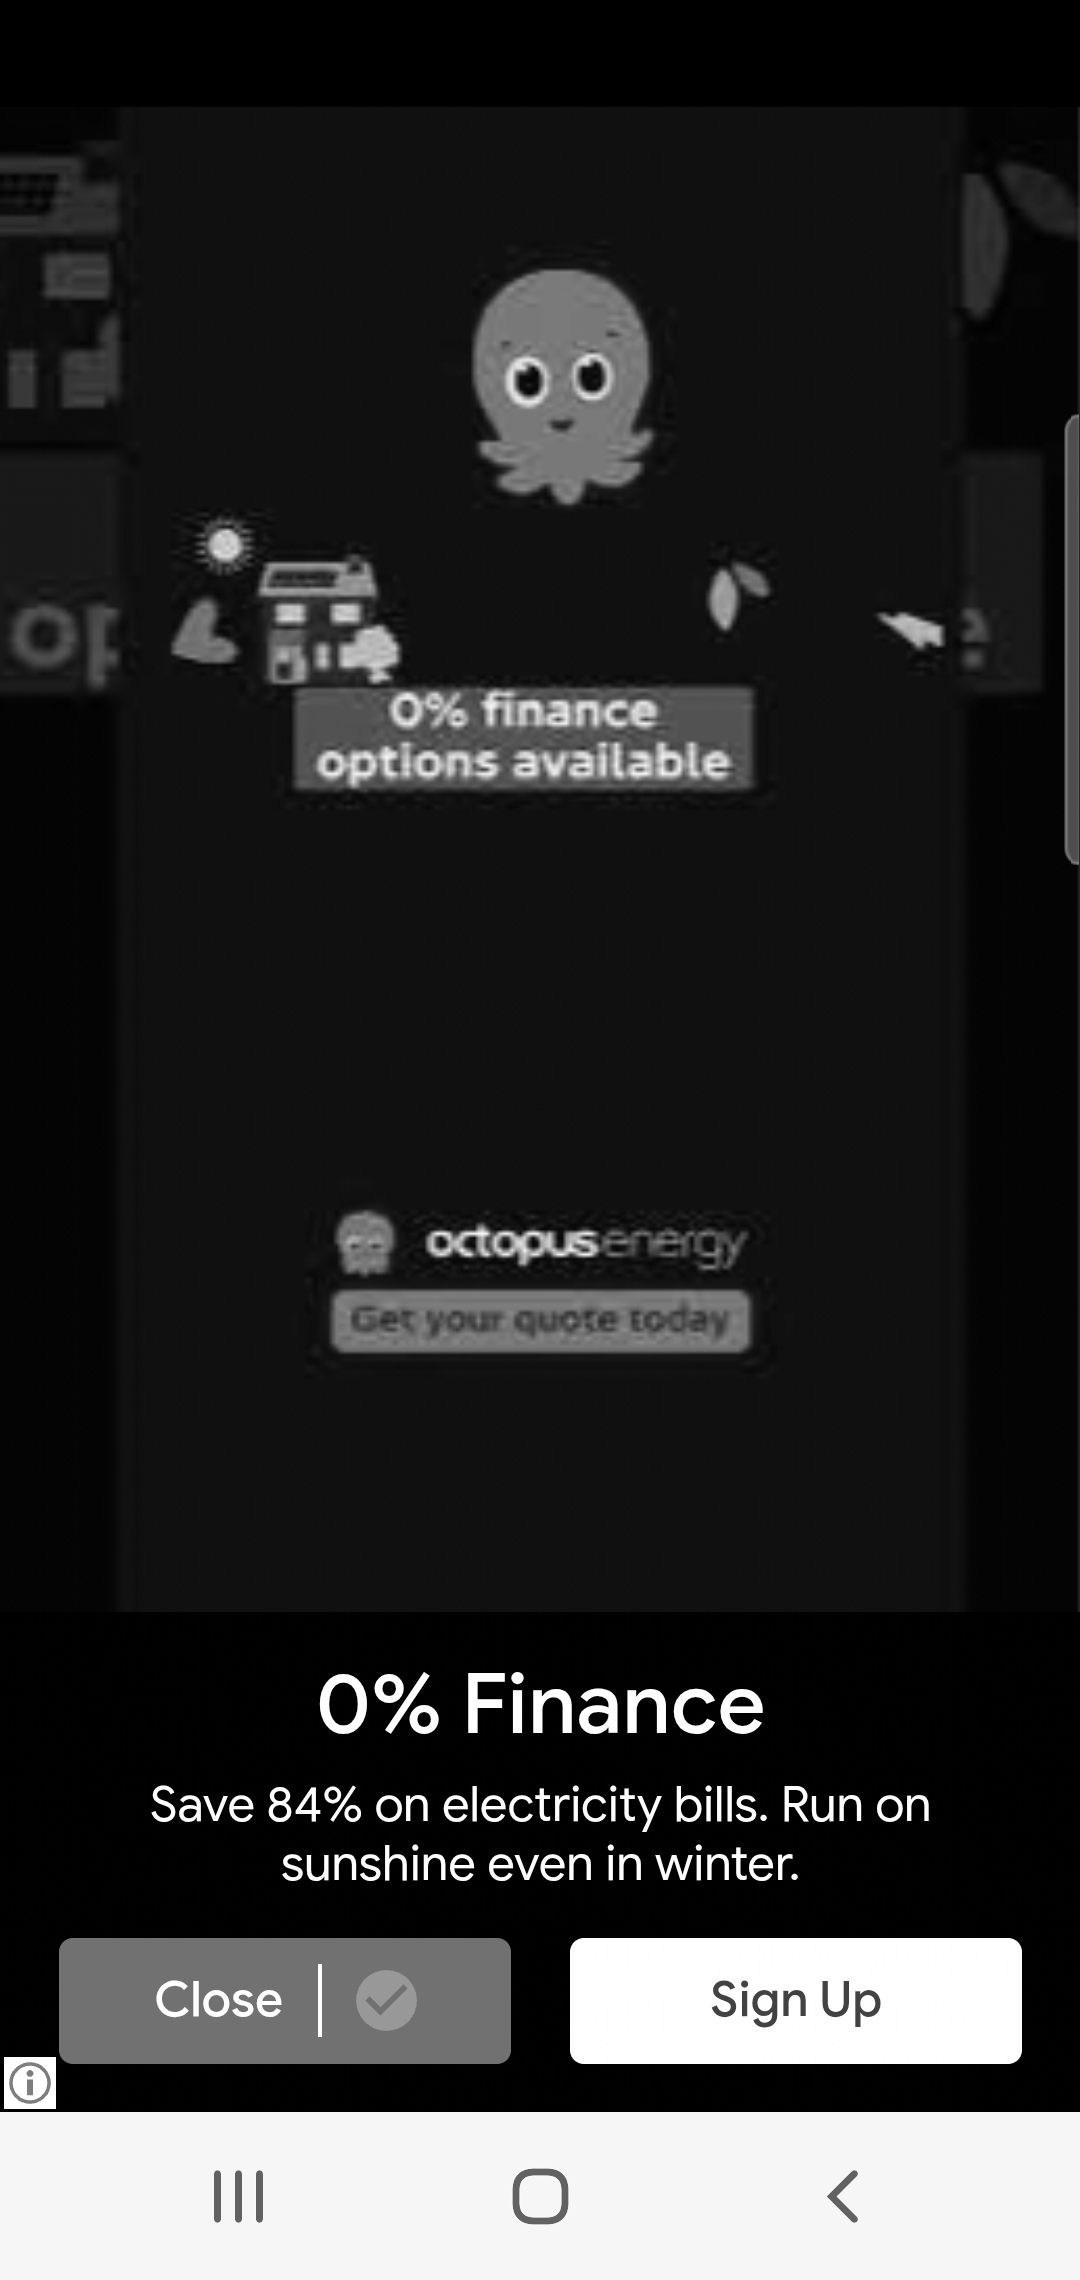 op
0% finance
options available
octopusenergy
Get your quote today
0% Finance
Save 84% on electricity bills. Run on
sunshine even in winter.
Close
Sign Up